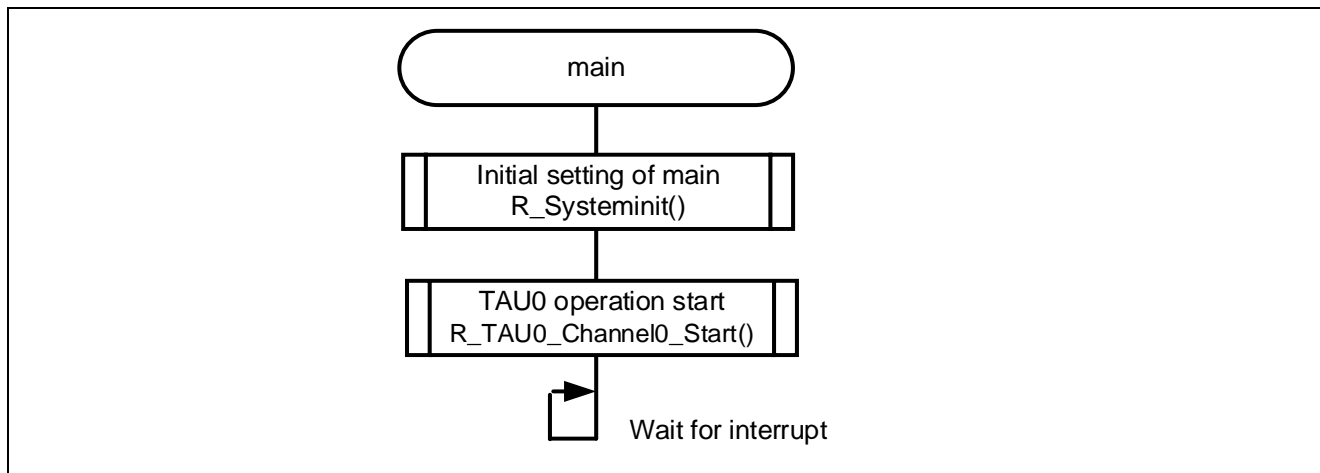 main
Initial setting of main
R_Systeminit()
TAU0 operation start
R_TAU0_Channel0_Start()
Wait for interrupt